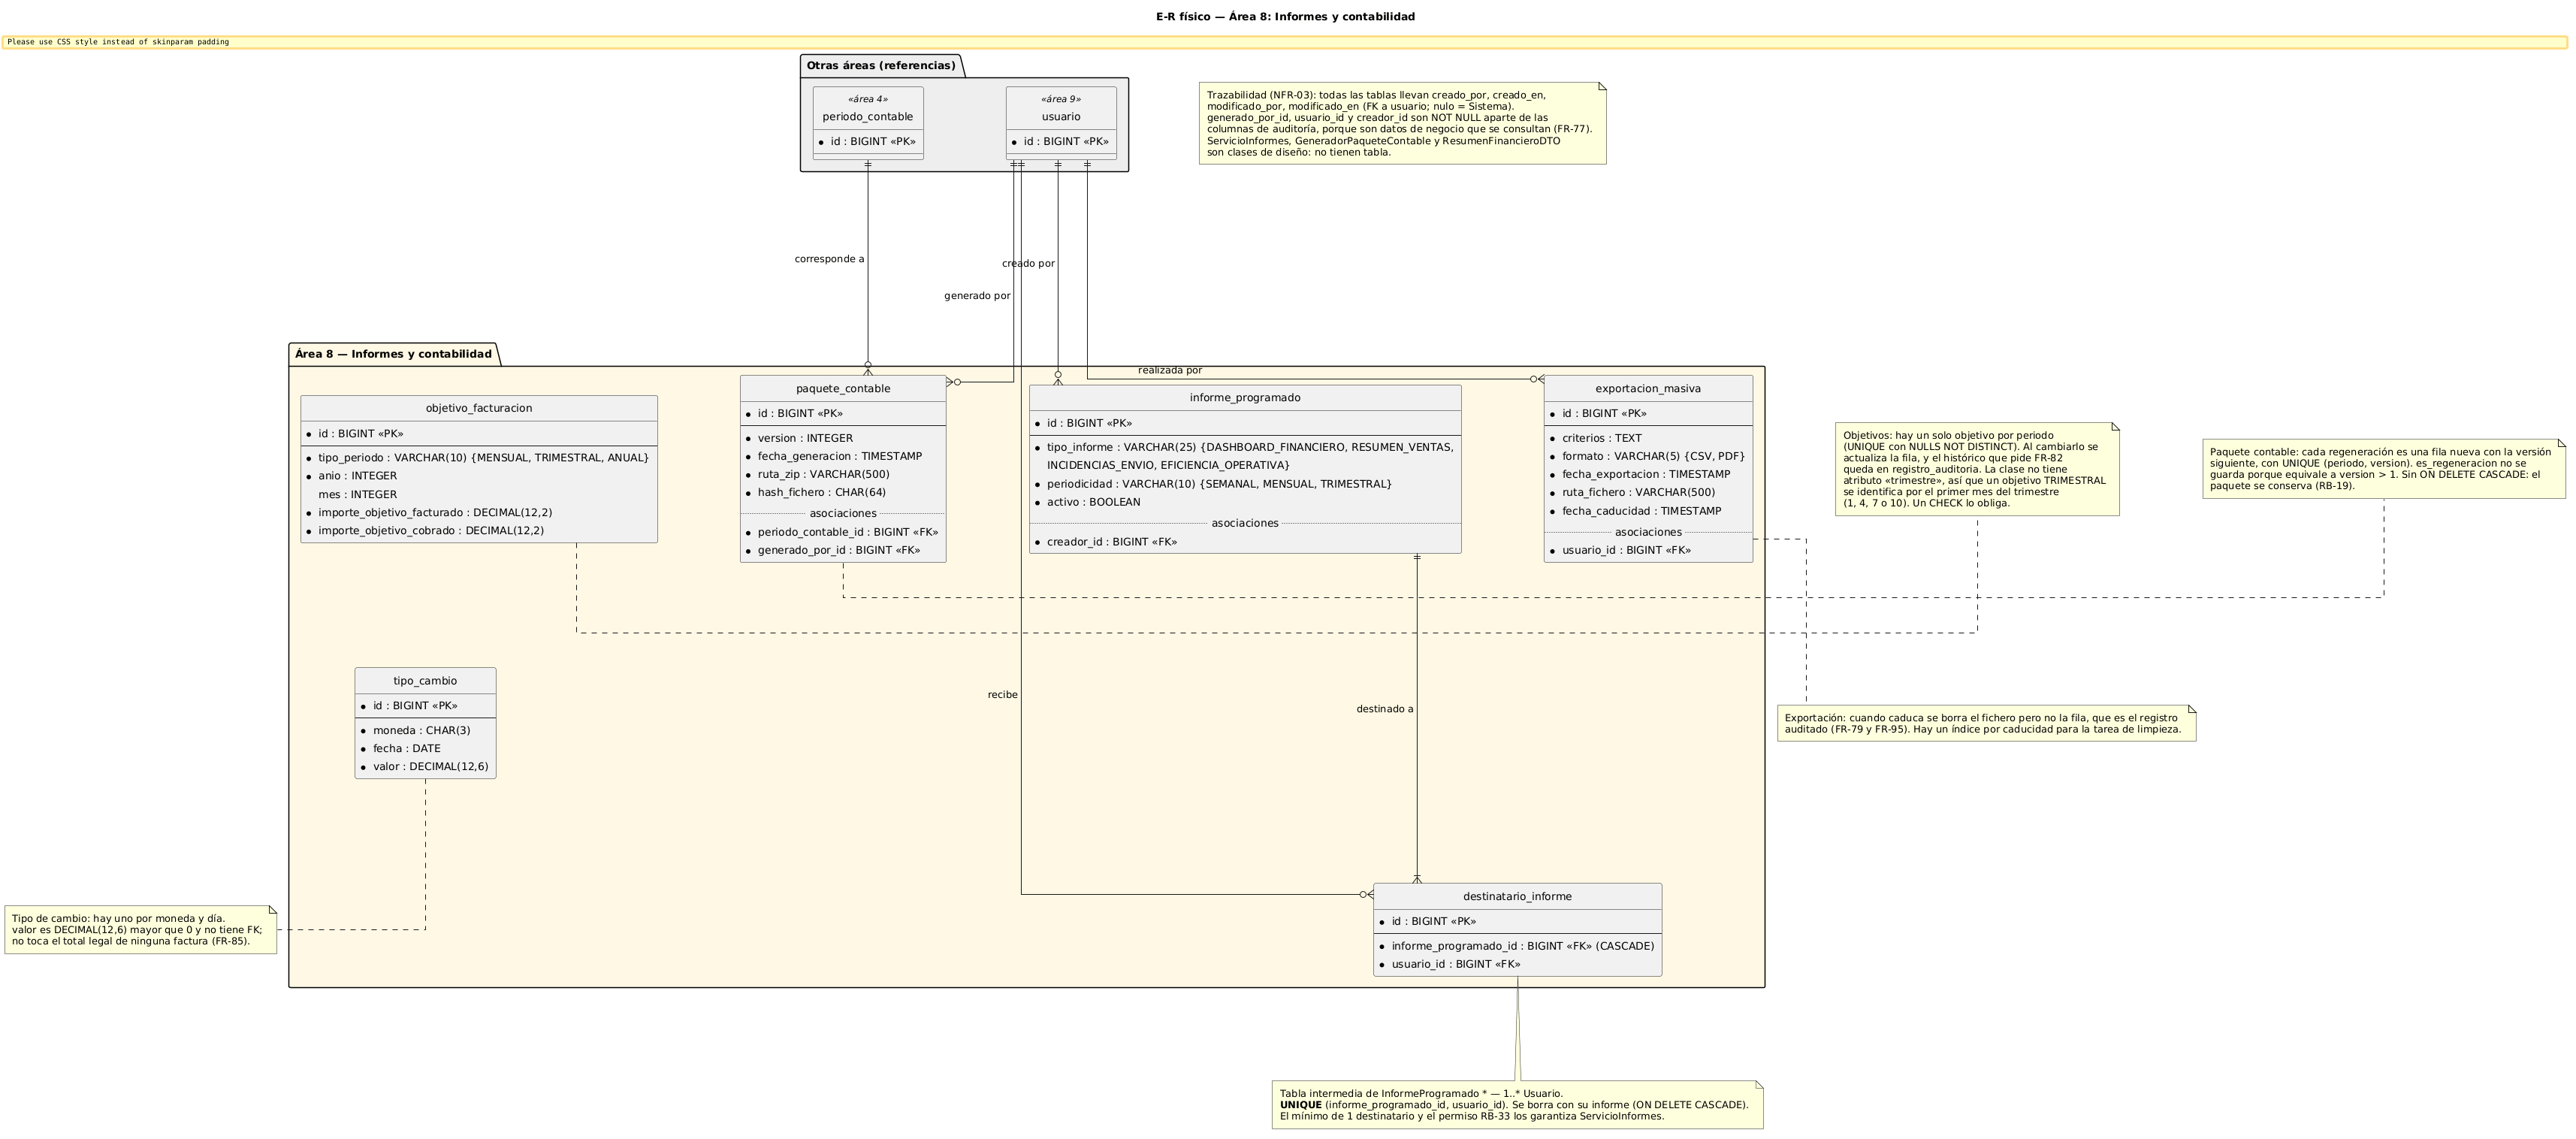 E-R físico — Área 8: Informes y contabilidad
Please use CSS style instead of skinparam padding
Otras áreas (referencias)
«área 4»
periodo_contable
id : BIGINT «PK»
«área 9»
usuario
id : BIGINT «PK»
Trazabilidad (NFR-03): todas las tablas llevan creado_por, creado_en,
modificado_por, modificado_en (FK a usuario; nulo = Sistema).
generado_por_id, usuario_id y creador_id son NOT NULL aparte de las
columnas de auditoría, porque son datos de negocio que se consultan (FR-77).
ServicioInformes, GeneradorPaqueteContable y ResumenFinancieroDTO
son clases de diseño: no tienen tabla.
corresponde a
creado por
generado por
realizada por
Área 8 — Informes y contabilidad
objetivo_facturacion
id : BIGINT «PK»
tipo_periodo : VARCHAR(10) {MENSUAL, TRIMESTRAL, ANUAL}
anio : INTEGER
mes : INTEGER
importe_objetivo_facturado : DECIMAL(12,2)
importe_objetivo_cobrado : DECIMAL(12,2)
paquete_contable
id : BIGINT «PK»
version : INTEGER
fecha_generacion : TIMESTAMP
ruta_zip : VARCHAR(500)
hash_fichero : CHAR(64)
asociaciones
periodo_contable_id : BIGINT «FK»
generado_por_id : BIGINT «FK»
informe_programado
id : BIGINT «PK»
tipo_informe : VARCHAR(25) {DASHBOARD_FINANCIERO, RESUMEN_VENTAS,
INCIDENCIAS_ENVIO, EFICIENCIA_OPERATIVA}
periodicidad : VARCHAR(10) {SEMANAL, MENSUAL, TRIMESTRAL}
activo : BOOLEAN
asociaciones
creador_id : BIGINT «FK»
exportacion_masiva
id : BIGINT «PK»
criterios : TEXT
formato : VARCHAR(5) {CSV, PDF}
fecha_exportacion : TIMESTAMP
ruta_fichero : VARCHAR(500)
fecha_caducidad : TIMESTAMP
asociaciones
usuario_id : BIGINT «FK»
Objetivos: hay un solo objetivo por periodo
(UNIQUE con NULLS NOT DISTINCT). Al cambiarlo se
actualiza la fila, y el histórico que pide FR-82
queda en registro_auditoria. La clase no tiene
atributo «trimestre», así que un objetivo TRIMESTRAL
se identifica por el primer mes del trimestre
(1, 4, 7 o 10). Un CHECK lo obliga.
Paquete contable: cada regeneración es una fila nueva con la versión
siguiente, con UNIQUE (periodo, version). es_regeneracion no se
guarda porque equivale a version > 1. Sin ON DELETE CASCADE: el
paquete se conserva (RB-19).
tipo_cambio
id : BIGINT «PK»
moneda : CHAR(3)
fecha : DATE
valor : DECIMAL(12,6)
recibe
destinado a
Exportación: cuando caduca se borra el fichero pero no la fila, que es el registro
auditado (FR-79 y FR-95). Hay un índice por caducidad para la tarea de limpieza.
Tipo de cambio: hay uno por moneda y día.
valor es DECIMAL(12,6) mayor que 0 y no tiene FK;
no toca el total legal de ninguna factura (FR-85).
destinatario_informe
id : BIGINT «PK»
informe_programado_id : BIGINT «FK» (CASCADE)
usuario_id : BIGINT «FK»
Tabla intermedia de InformeProgramado * — 1..* Usuario.
UNIQUE (informe_programado_id, usuario_id). Se borra con su informe (ON DELETE CASCADE).
El mínimo de 1 destinatario y el permiso RB-33 los garantiza ServicioInformes.